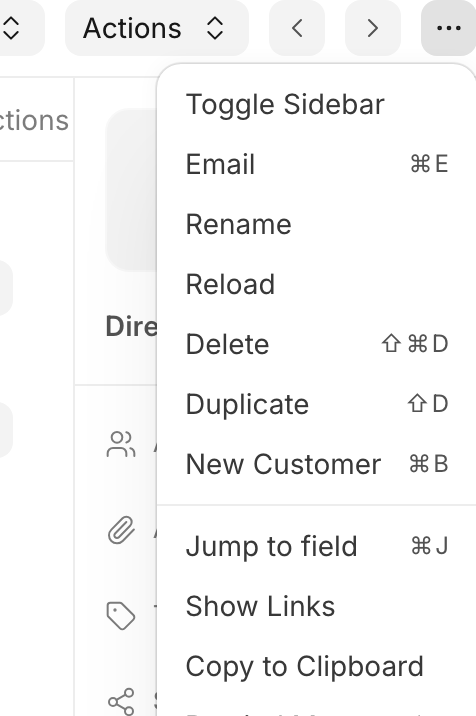 Actions
ctions
Toggle Sidebar
Email ⌘E
Rename
Reload
Dire
Delete ⇧⌘D
Duplicate ⇧D
New Customer ⌘B
Jump to field ⌘J
Show Links
Copy to Clipboard